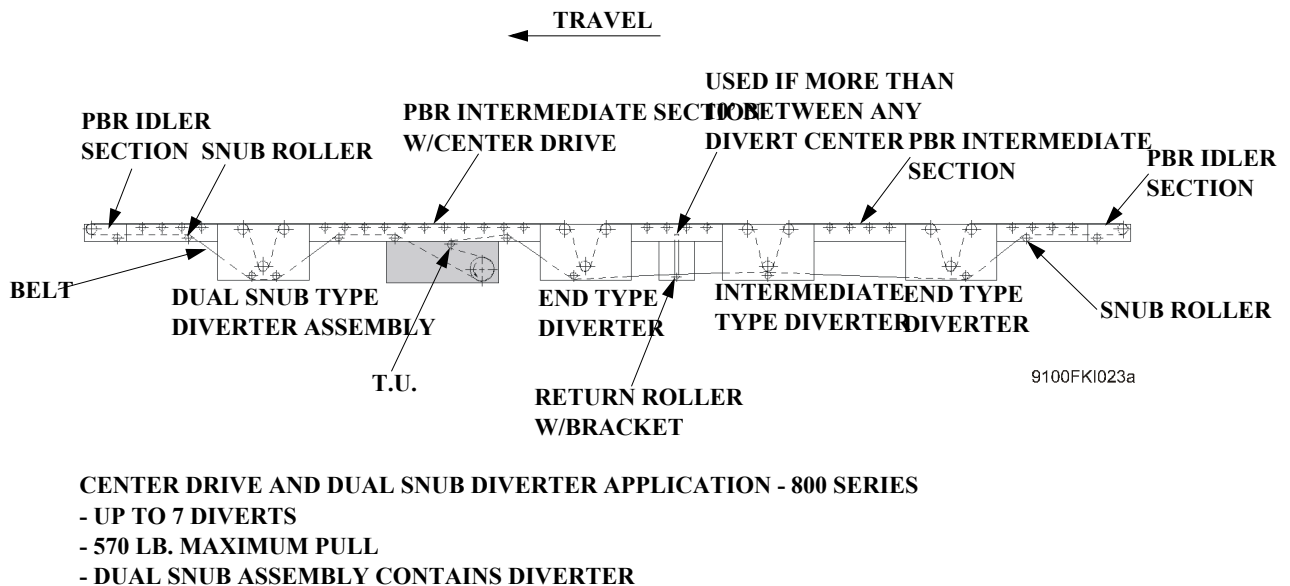 TRAVEL
USED IF MORE THAN
10' BETWEEN ANY
DIVERT CENTER
PBR INTERMEDIATE SECTION
W/CENTER DRIVE
PBR IDLER
SECTION
SNUB ROLLER
PBR INTERMEDIATE
SECTION
PBR IDLER
SECTION
BELT
DUAL SNUB TYPE
DIVERTER ASSEMBLY
END TYPE
DIVERTER
INTERMEDIATE
TYPE DIVERTER
END TYPE
DIVERTER
SNUB ROLLER
T.U.
RETURN ROLLER
W/BRACKET
9100FKI023a
CENTER DRIVE AND DUAL SNUB DIVERTER APPLICATION - 800 SERIES
- UP TO 7 DIVERTS
- 570 LB. MAXIMUM PULL
- DUAL SNUB ASSEMBLY CONTAINS DIVERTER